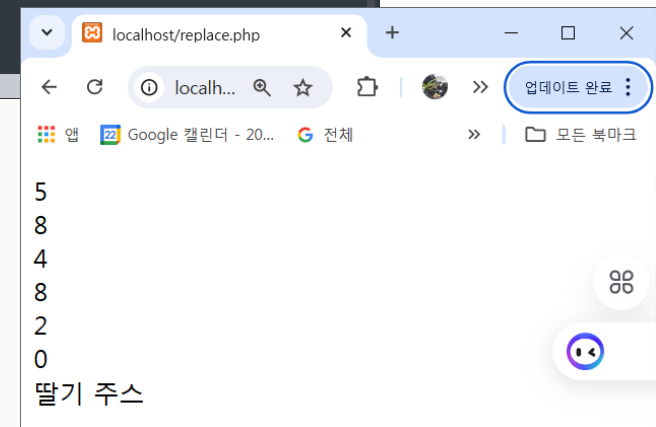 localhost/replace.php
localh...
업데이트 완료
앱
22
Google 캘린더 - 20...
전체
모든 북마크
5
8
4
8
2
0
딸기 주스